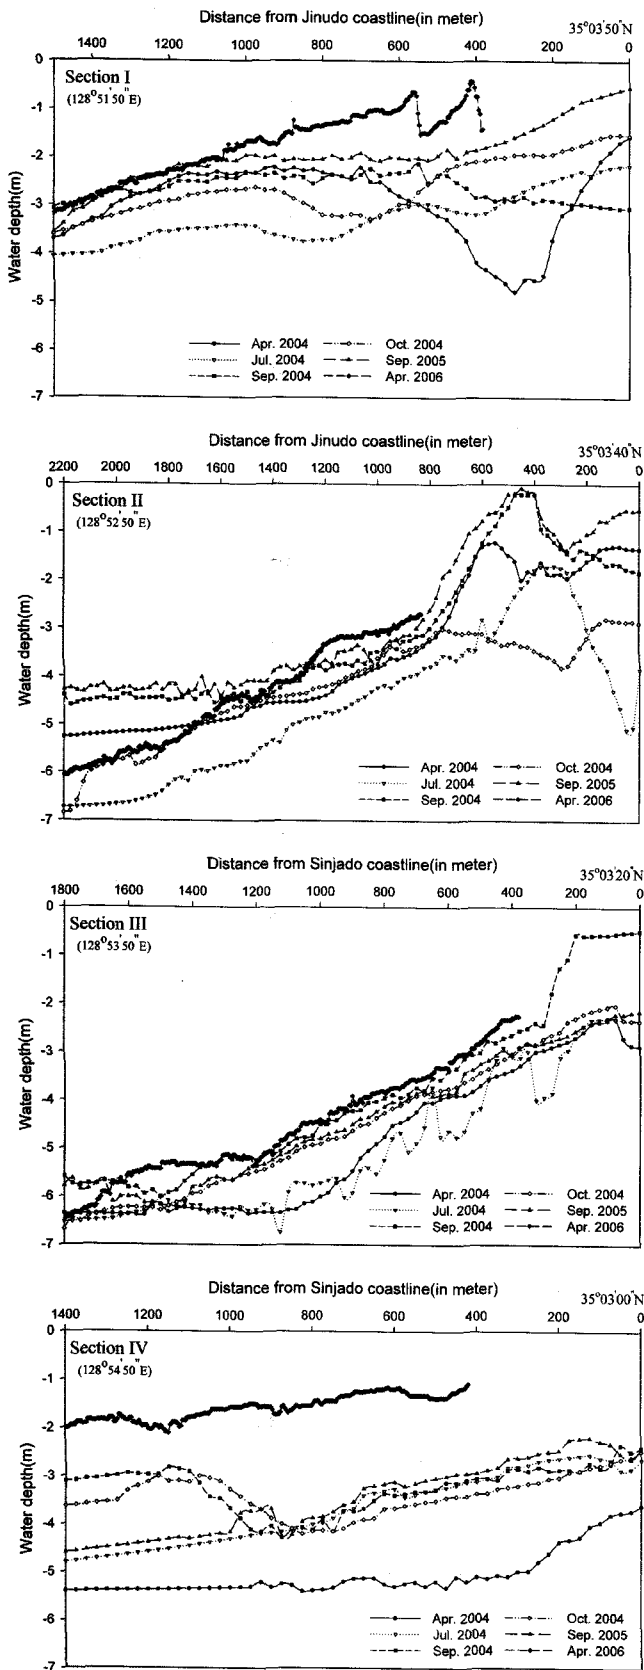 Distance from Jinudo coastline(in meter)
35°03'50"N
1400 1200 1000 800 600 400 200 0
Section I
(128°51'50"E)
Water depth(m)
0
-1
-2
-3
-4
-5
-6
-7
Apr. 2004
Jul. 2004
Sep. 2004
Oct. 2004
Sep. 2005
Apr. 2006
Distance from Jinudo coastline(in meter)
35°03'40"N
2200 2000 1800 1600 1400 1200 1000 800 600 400 200 0
Section II
(128°52'50"E)
Water depth(m)
0
-1
-2
-3
-4
-5
-6
-7
Apr. 2004
Jul. 2004
Sep. 2004
Oct. 2004
Sep. 2005
Apr. 2006
Distance from Sinjado coastline(in meter)
35°03'20"N
1800 1600 1400 1200 1000 800 600 400 200 0
Section III
(128°53'50"E)
Water depth(m)
0
-1
-2
-3
-4
-5
-6
-7
Apr. 2004
Jul. 2004
Sep. 2004
Oct. 2004
Sep. 2005
Apr. 2006
Distance from Sinjado coastline(in meter)
35°03'00"N
1400 1200 1000 800 600 400 200 0
Section IV
(128°54'50"E)
Water depth(m)
0
-1
-2
-3
-4
-5
-6
-7
Apr. 2004
Jul. 2004
Sep. 2004
Oct. 2004
Sep. 2005
Apr. 2006